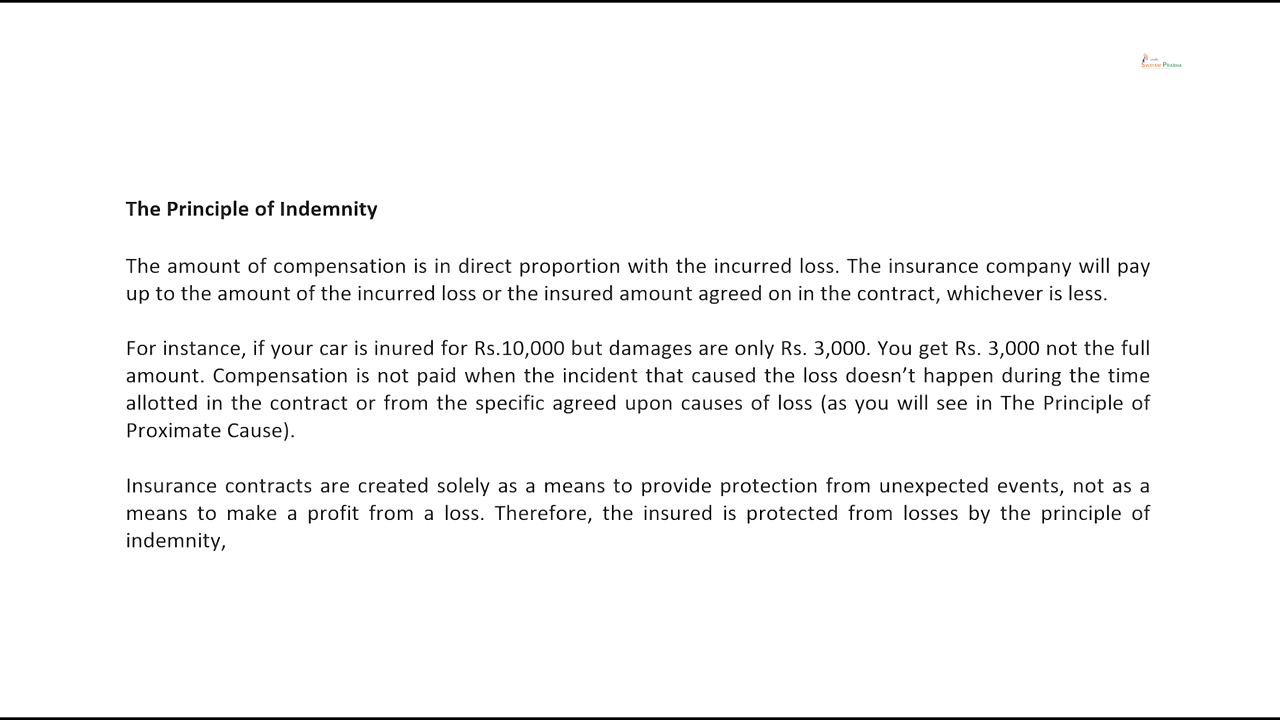 SWAYAM PRABHA
The Principle of Indemnity
The amount of compensation is in direct proportion with the incurred loss. The insurance company will pay
up to the amount of the incurred loss or the insured amount agreed on in the contract, whichever is less.
For instance, if your car is inured for Rs.10,000 but damages are only Rs. 3,000. You get Rs. 3,000 not the full
amount. Compensation is not paid when the incident that caused the loss doesn’t happen during the time
allotted in the contract or from the specific agreed upon causes of loss (as you will see in The Principle of
Proximate Cause).
Insurance contracts are created solely as a means to provide protection from unexpected events, not as a
means to make a profit from a loss. Therefore, the insured is protected from losses by the principle of
indemnity,